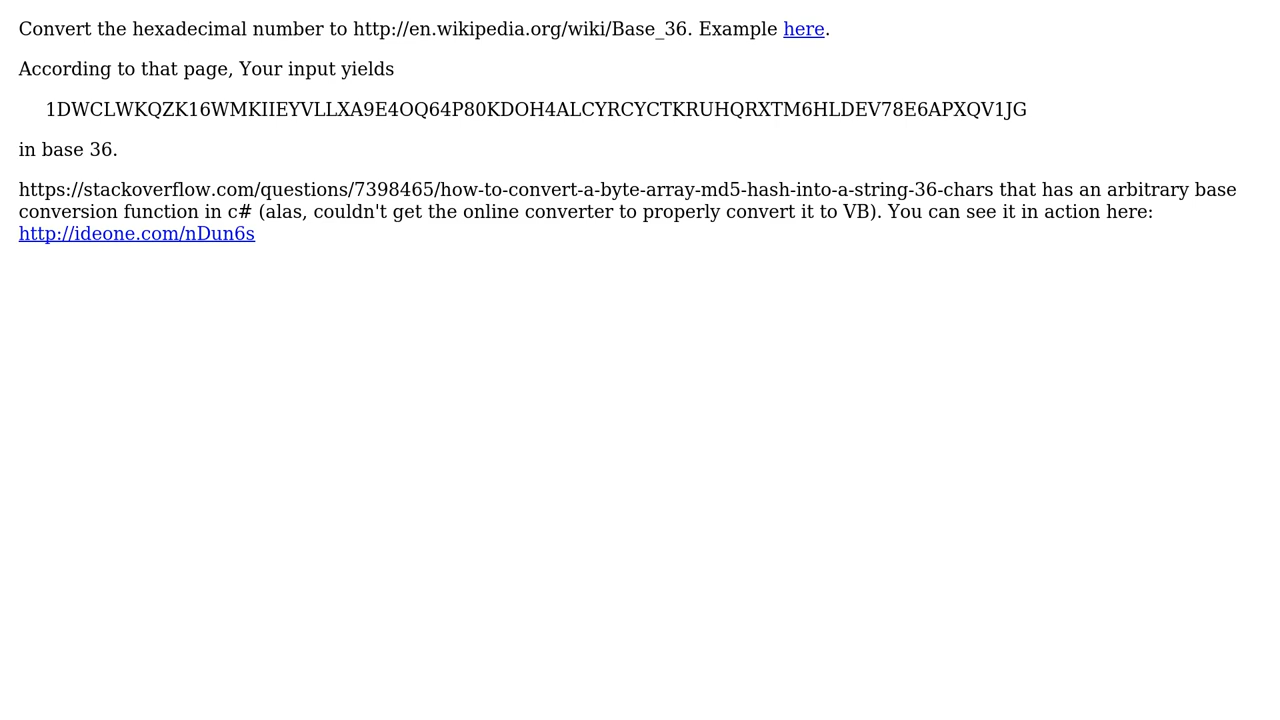 Convert the hexadecimal number to http://en.wikipedia.org/wiki/Base_36. Example here.
According to that page, Your input yields
1DWCLWKQZK16WMKIIEYVLLXA9E4OQ64P80KDOH4ALCYRCYCTKRUHQRXTM6HLDEV78E6APXQV1JG
in base 36.
https://stackoverflow.com/questions/7398465/how-to-convert-a-byte-array-md5-hash-into-a-string-36-chars that has an arbitrary base
conversion function in c# (alas, couldn't get the online converter to properly convert it to VB). You can see it in action here:
http://ideone.com/nDun6s